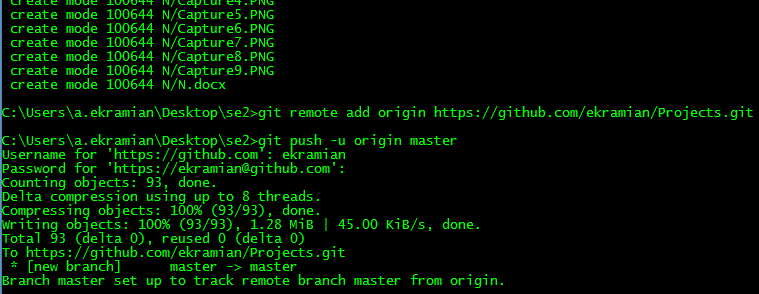 create mode 100644 N/Capture4.PNG
create mode 100644 N/Capture5.PNG
create mode 100644 N/Capture6.PNG
create mode 100644 N/Capture7.PNG
create mode 100644 N/Capture8.PNG
create mode 100644 N/Capture9.PNG
create mode 100644 N/N.docx
C:\Users\a.ekramian\Desktop\se2>git remote add origin https://github.com/ekramian/Projects.git
C:\Users\a.ekramian\Desktop\se2>git push -u origin master
Username for 'https://github.com': ekramian
Password for 'https://ekramian@github.com':
Counting objects: 93, done.
Delta compression using up to 8 threads.
Compressing objects: 100% (93/93), done.
Writing objects: 100% (93/93), 1.28 MiB | 45.00 KiB/s, done.
Total 93 (delta 0), reused 0 (delta 0)
To https://github.com/ekramian/Projects.git
 * [new branch]      master -> master
Branch master set up to track remote branch master from origin.